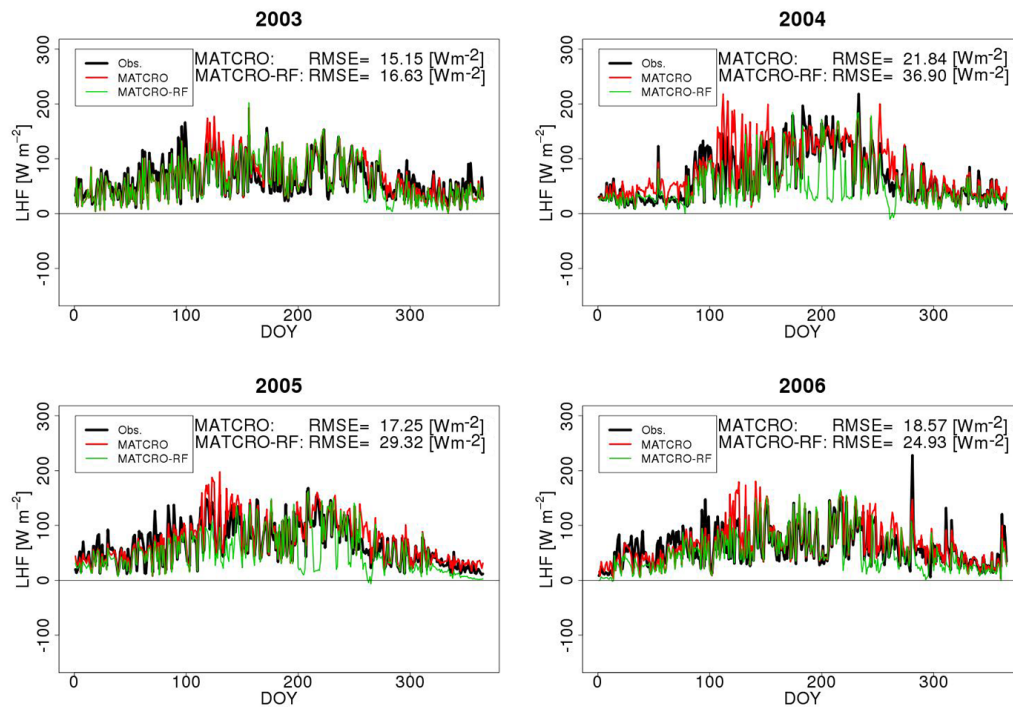 2003
300
200
100
0
-100
LHF [W m−2]
Obs.
MATCRO
MATCRO-RF
MATCRO: RMSE= 15.15 [Wm-2]
MATCRO-RF: RMSE= 16.63 [Wm-2]
0 100 200 300
DOY
2004
300
200
100
0
-100
LHF [W m−2]
Obs.
MATCRO
MATCRO-RF
MATCRO: RMSE= 21.84 [Wm-2]
MATCRO-RF: RMSE= 36.90 [Wm-2]
0 100 200 300
DOY
2005
300
200
100
0
-100
LHF [W m−2]
Obs.
MATCRO
MATCRO-RF
MATCRO: RMSE= 17.25 [Wm-2]
MATCRO-RF: RMSE= 29.32 [Wm-2]
0 100 200 300
DOY
2006
300
200
100
0
-100
LHF [W m−2]
Obs.
MATCRO
MATCRO-RF
MATCRO: RMSE= 18.57 [Wm-2]
MATCRO-RF: RMSE= 24.93 [Wm-2]
0 100 200 300
DOY